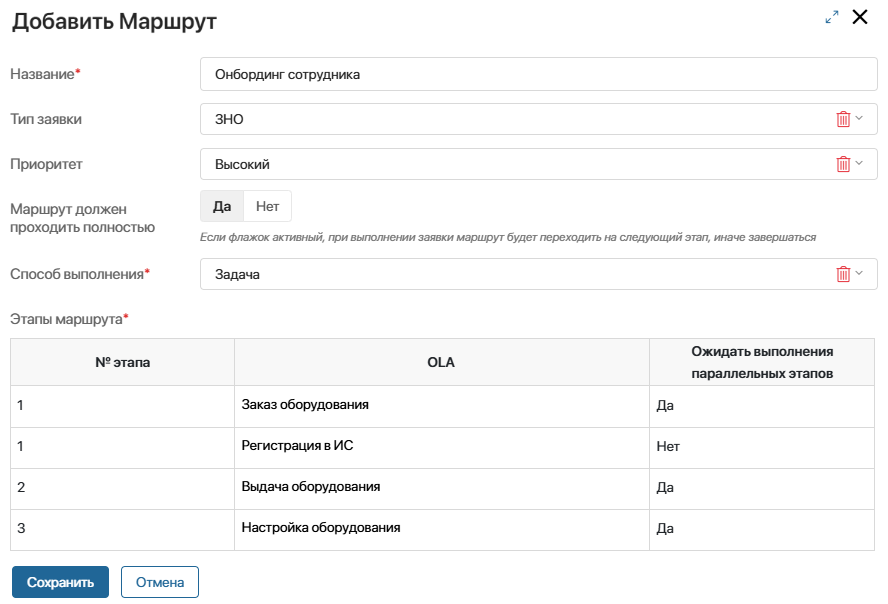 Добавить Маршрут
Название*
Онбординг сотрудника
Тип заявки
ЗНО
Приоритет
Высокий
Маршрут должен
проходить полностью
Да Нет
Если флажок активный, при выполнении заявки маршрут будет переходить на следующий этап, иначе завершаться
Способ выполнения*
Задача
Этапы маршрута*
№ этапа OLA Ожидать выполнения
параллельных этапов
1 Заказ оборудования Да
1 Регистрация в ИС Нет
2 Выдача оборудования Да
3 Настройка оборудования Да
Сохранить Отмена